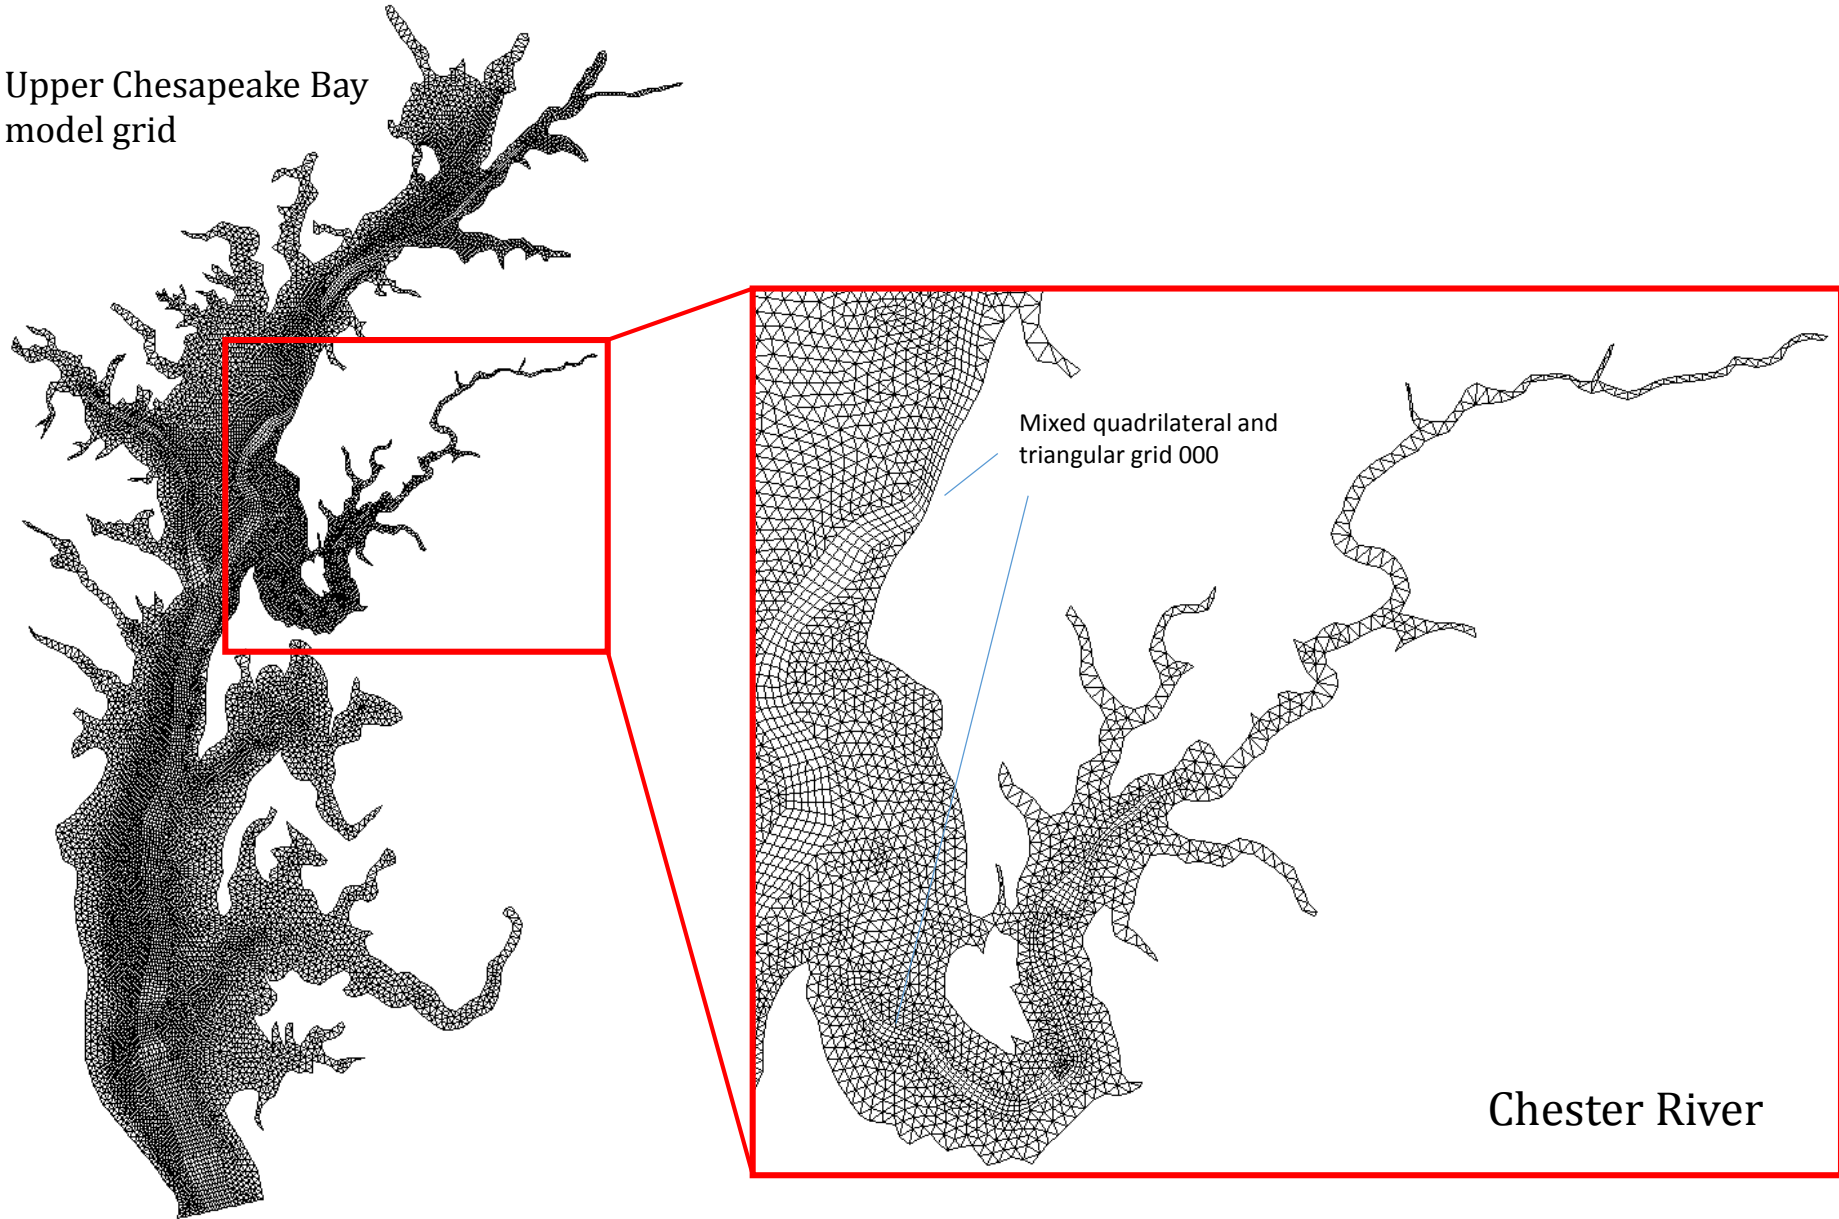 Upper Chesapeake Bay
model grid
Mixed quadrilateral and
triangular grid 000
Chester River